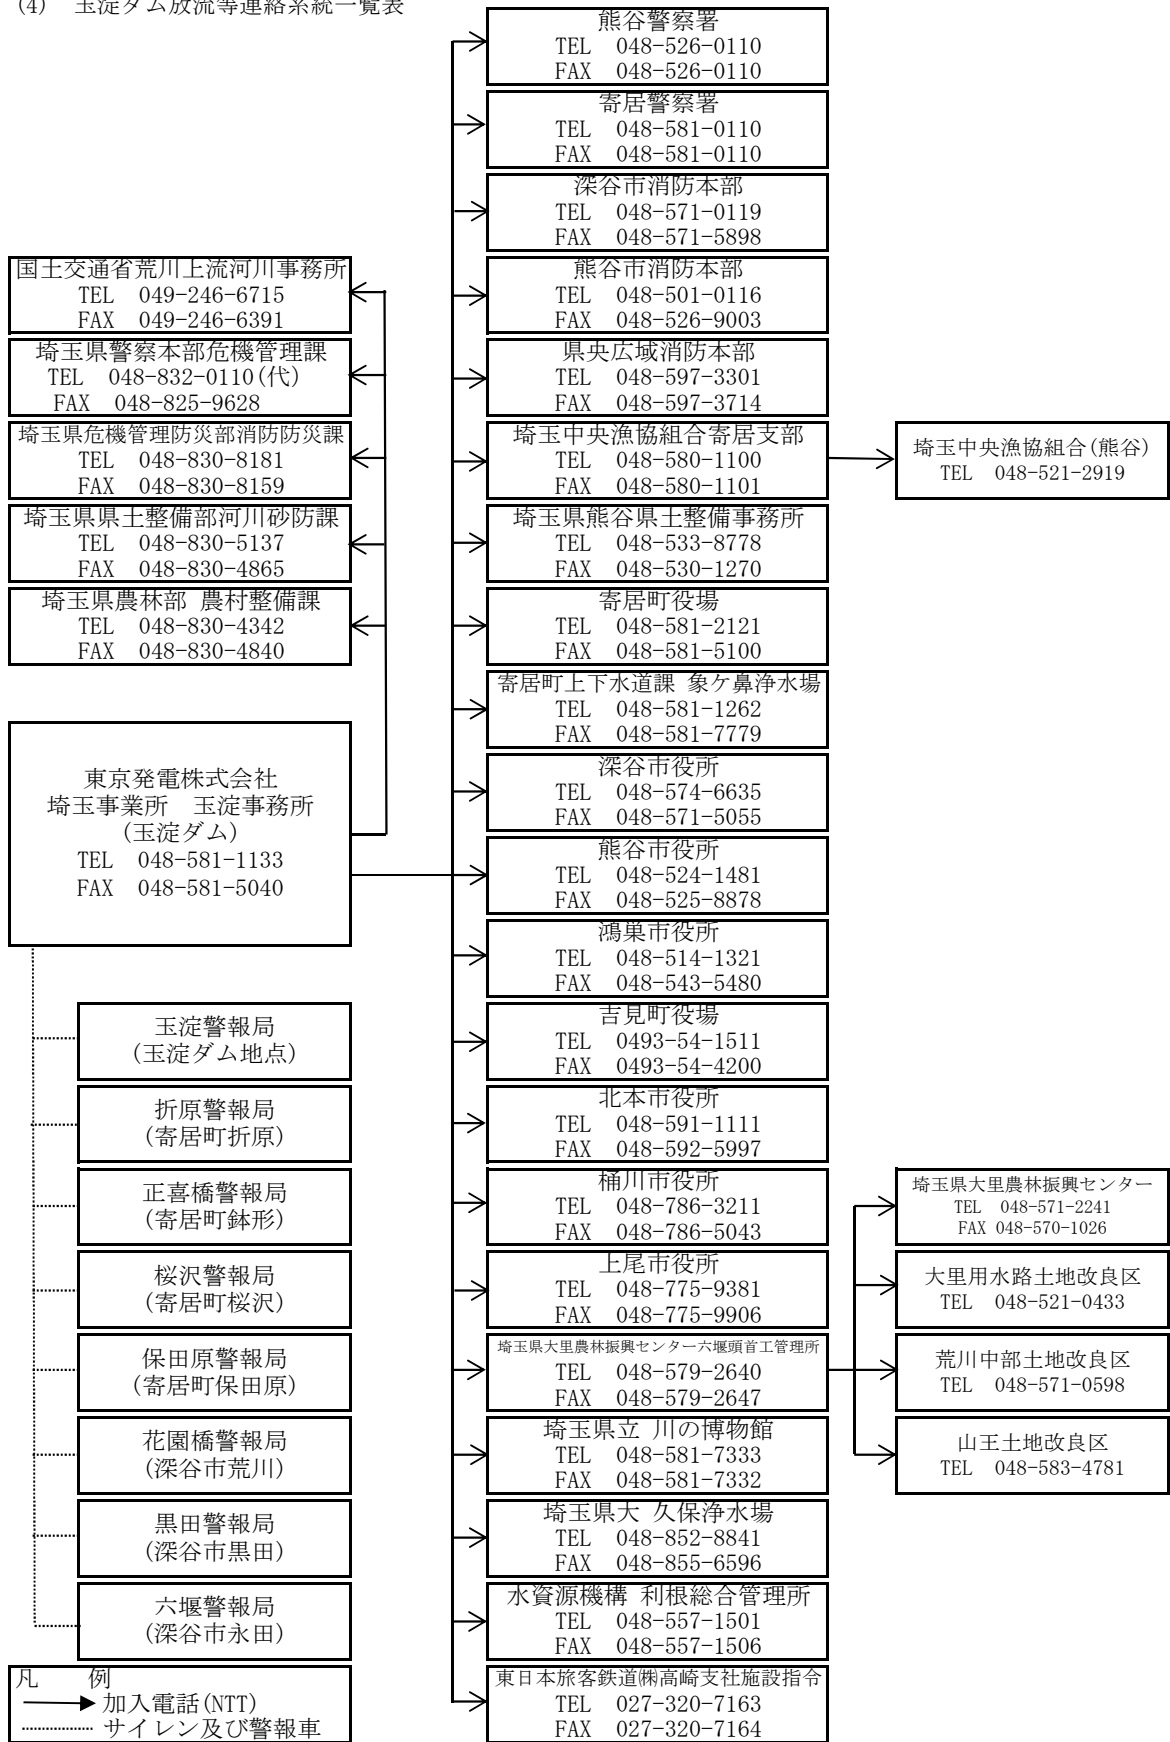 (4)　玉淀ダム放流等連絡系統一覧表
国土交通省荒川上流河川事務所
TEL　049-246-6715
FAX　049-246-6391
埼玉県警察本部危機管理課
TEL　048-832-0110(代)
FAX　048-825-9628
埼玉県危機管理防災部消防防災課
TEL　048-830-8181
FAX　048-830-8159
埼玉県県土整備部河川砂防課
TEL　048-830-5137
FAX　048-830-4865
埼玉県農林部 農村整備課
TEL　048-830-4342
FAX　048-830-4840
東京発電株式会社
埼玉事業所　玉淀事務所
(玉淀ダム)
TEL　048-581-1133
FAX　048-581-5040
玉淀警報局
(玉淀ダム地点)
折原警報局
(寄居町折原)
正喜橋警報局
(寄居町鉢形)
桜沢警報局
(寄居町桜沢)
保田原警報局
(寄居町保田原)
花園橋警報局
(深谷市荒川)
黒田警報局
(深谷市黒田)
六堰警報局
(深谷市永田)
凡　　例
加入電話(NTT)
サイレン及び警報車
熊谷警察署
TEL　048-526-0110
FAX　048-526-0110
寄居警察署
TEL　048-581-0110
FAX　048-581-0110
深谷市消防本部
TEL　048-571-0119
FAX　048-571-5898
熊谷市消防本部
TEL　048-501-0116
FAX　048-526-9003
県央広域消防本部
TEL　048-597-3301
FAX　048-597-3714
埼玉中央漁協組合寄居支部
TEL　048-580-1100
FAX　048-580-1101
埼玉県熊谷県土整備事務所
TEL　048-533-8778
FAX　048-530-1270
寄居町役場
TEL　048-581-2121
FAX　048-581-5100
寄居町上下水道課 象ケ鼻浄水場
TEL　048-581-1262
FAX　048-581-7779
深谷市役所
TEL　048-574-6635
FAX　048-571-5055
熊谷市役所
TEL　048-524-1481
FAX　048-525-8878
鴻巣市役所
TEL　048-514-1321
FAX　048-543-5480
吉見町役場
TEL　0493-54-1511
FAX　0493-54-4200
北本市役所
TEL　048-591-1111
FAX　048-592-5997
桶川市役所
TEL　048-786-3211
FAX　048-786-5043
上尾市役所
TEL　048-775-9381
FAX　048-775-9906
埼玉県大里農林振興センター六堰頭首工管理所
TEL　048-579-2640
FAX　048-579-2647
埼玉県立 川の博物館
TEL　048-581-7333
FAX　048-581-7332
埼玉県大 久保浄水場
TEL　048-852-8841
FAX　048-855-6596
水資源機構 利根総合管理所
TEL　048-557-1501
FAX　048-557-1506
東日本旅客鉄道㈱高崎支社施設指令
TEL　027-320-7163
FAX　027-320-7164
埼玉中央漁協組合(熊谷)
TEL　048-521-2919
埼玉県大里農林振興センター
TEL　048-571-2241
FAX 048-570-1026
大里用水路土地改良区
TEL　048-521-0433
荒川中部土地改良区
TEL　048-571-0598
山王土地改良区
TEL　048-583-4781